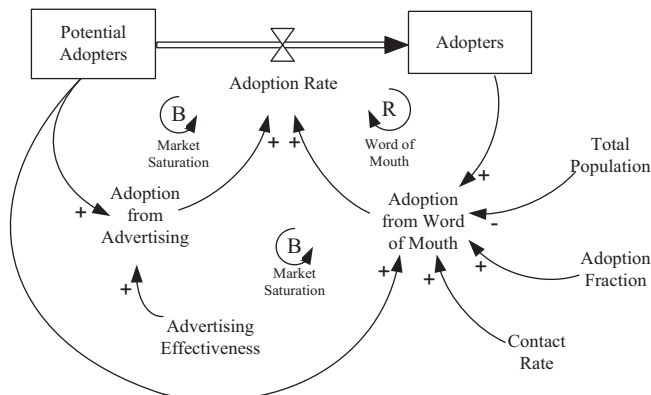 Potential
Adopters
Adopters
Adoption Rate
B
Market
Saturation
R
Word of
Mouth
Total
Population
+
+
+
Adoption
from
Advertising
+
Adoption
from Word
of Mouth
+
-
B
Market
Saturation
+
+
Adoption
Fraction
+
+
Advertising
Effectiveness
Contact
Rate